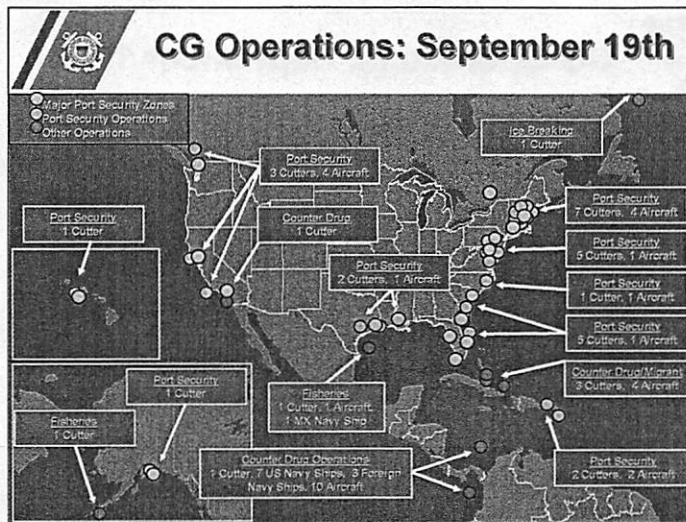 CG Operations: September 19th
Major Port Security Zones
Port Security Operations
Other Operations
Ice Breaking
1 Cutter
Port Security
3 Cutters, 4 Aircraft
Port Security
7 Cutters, 4 Aircraft
Port Security
1 Cutter
Counter Drug
1 Cutter
Port Security
5 Cutters, 1 Aircraft
Port Security
2 Cutters, 1 Aircraft
Port Security
1 Cutter, 1 Aircraft
Port Security
5 Cutters, 1 Aircraft
Counter Drug/Migrant
3 Cutters, 4 Aircraft
Port Security
1 Cutter
Fisheries
1 Cutter, 1 Aircraft,
1 MX Navy Ship
Fisheries
1 Cutter
Counter Drug Operations
1 Cutter, 7 US Navy Ships, 3 Foreign
Navy Ships, 10 Aircraft
Port Security
2 Cutters, 2 Aircraft